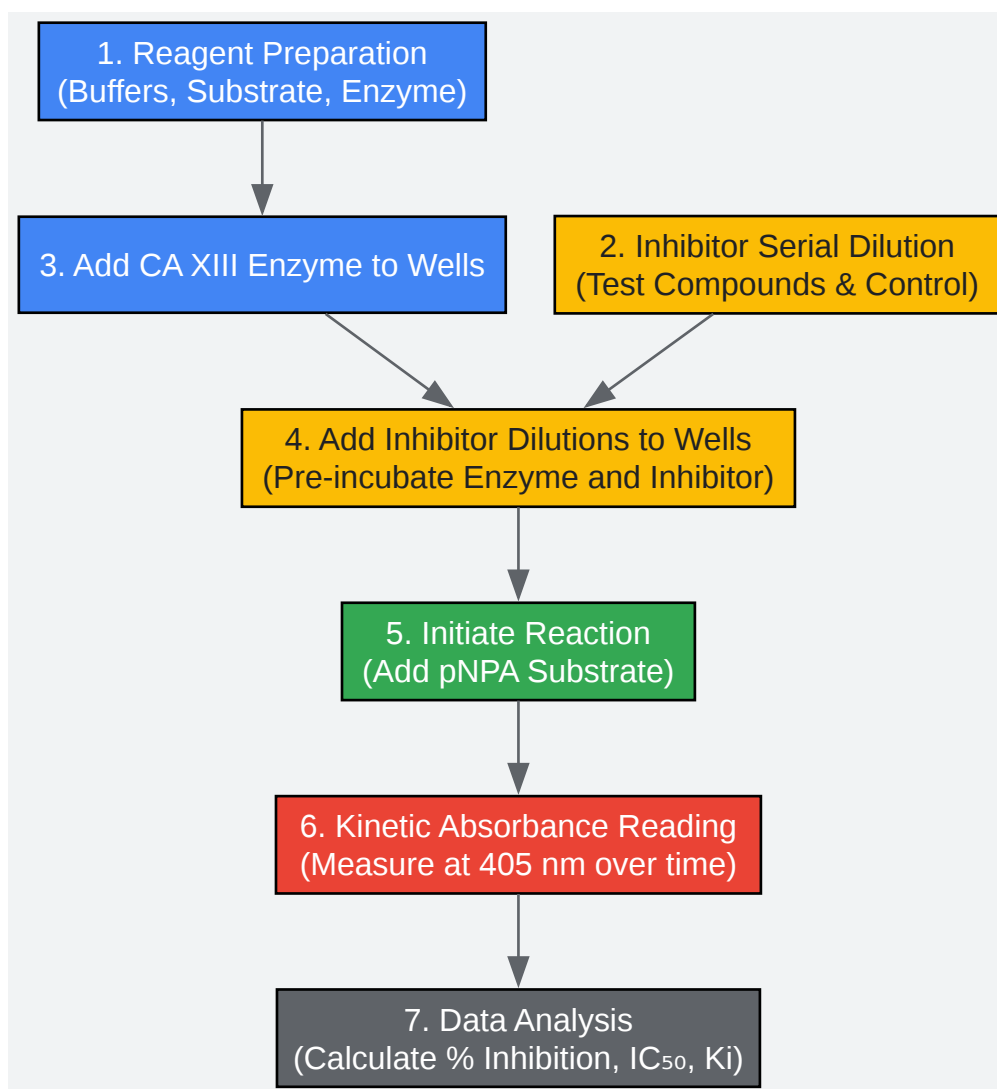 1. Reagent Preparation
(Buffers, Substrate, Enzyme)
3. Add CA XIII Enzyme to Wells
2. Inhibitor Serial Dilution
(Test Compounds & Control)
4. Add Inhibitor Dilutions to Wells
(Pre-incubate Enzyme and Inhibitor)
5. Initiate Reaction
(Add pNPA Substrate)
6. Kinetic Absorbance Reading
(Measure at 405 nm over time)
7. Data Analysis
(Calculate % Inhibition, IC₅₀, Ki)